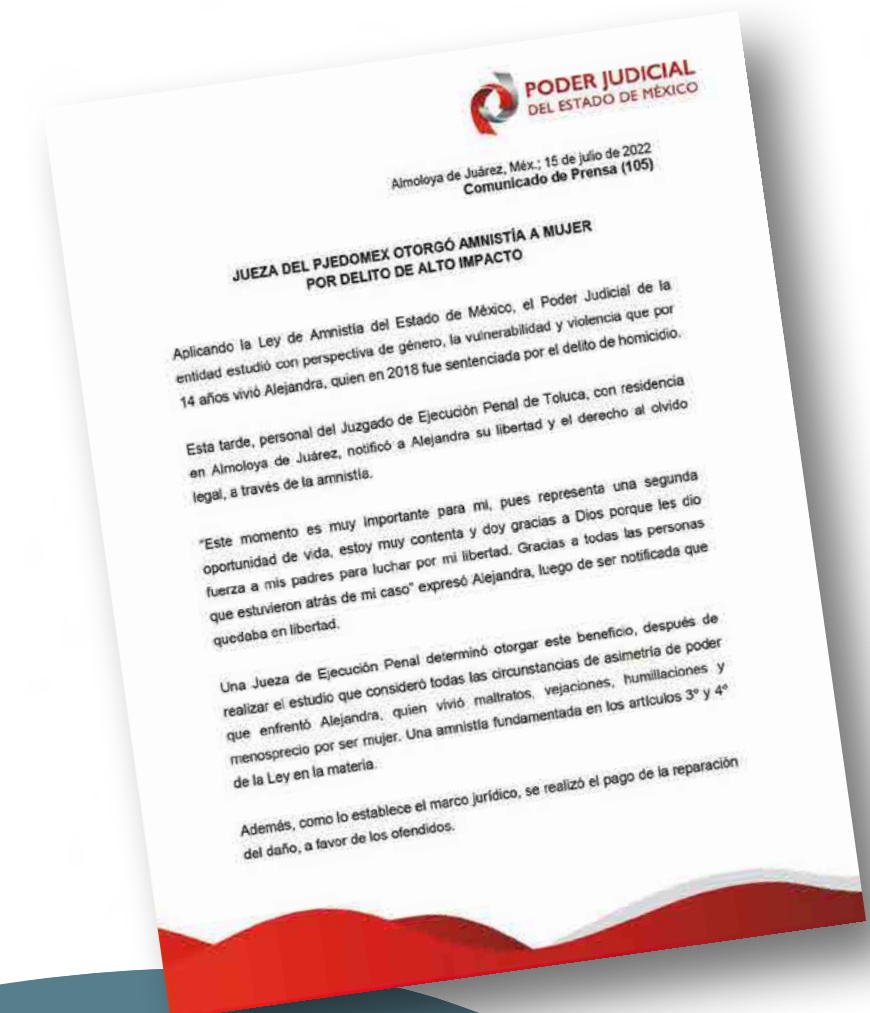 PODER JUDICIAL
DEL ESTADO DE MÉXICO
Almoloya de Juárez, Méx.; 15 de julio de 2022
Comunicado de Prensa (105)
JUEZA DEL PJEDOMEX OTORGÓ AMNISTÍA A MUJER
POR DELITO DE ALTO IMPACTO
Aplicando la Ley de Amnistía del Estado de México, el Poder Judicial de la
entidad estudió con perspectiva de género, la vulnerabilidad y violencia que por
14 años vivió Alejandra, quien en 2018 fue sentenciada por el delito de homicidio.
Esta tarde, personal del Juzgado de Ejecución Penal de Toluca, con residencia
en Almoloya de Juárez, notificó a Alejandra su libertad y el derecho al olvido
legal, a través de la amnistía.
"Este momento es muy importante para mi, pues representa una segunda
oportunidad de vida, estoy muy contenta y doy gracias a Dios porque les dio
fuerza a mis padres para luchar por mi libertad. Gracias a todas las personas
que estuvieron atrás de mi caso" expresó Alejandra, luego de ser notificada que
quedaba en libertad.
Una Jueza de Ejecución Penal determinó otorgar este beneficio, después de
realizar el estudio que consideró todas las circunstancias de asimetría de poder
que enfrentó Alejandra, quien vivió maltratos, vejaciones, humillaciones y
menosprecio por ser mujer. Una amnistía fundamentada en los artículos 3º y 4º
de la Ley en la materia.
Además, como lo establece el marco jurídico, se realizó el pago de la reparación
del daño, a favor de los ofendidos.